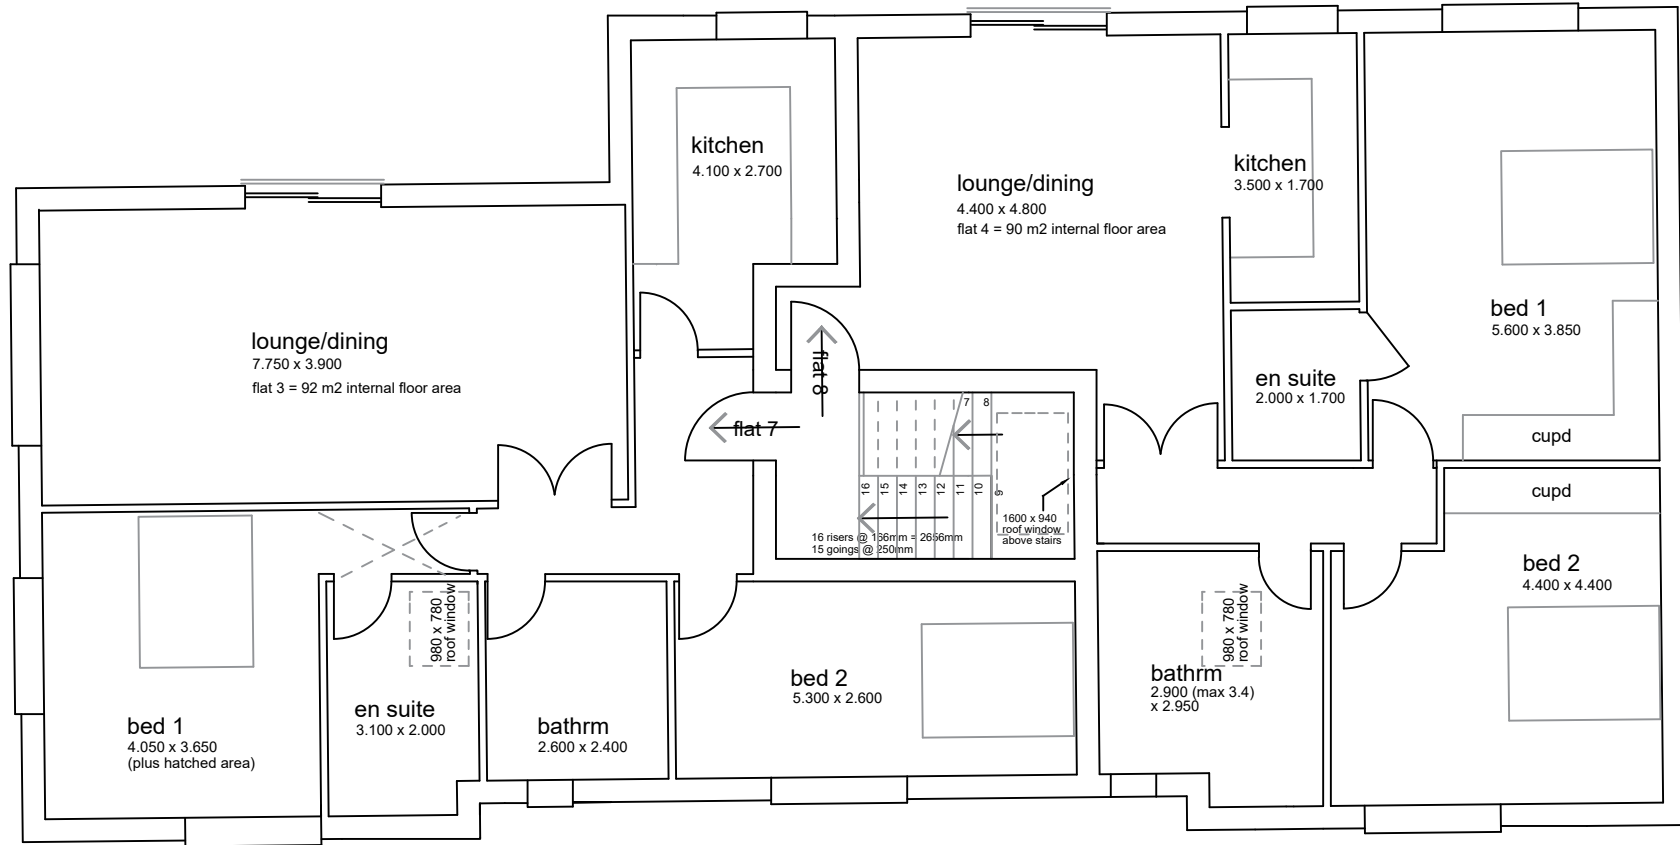 kitchen
4.100 x 2.700
lounge/dining
4.400 x 4.800
flat 4 = 90 m2 internal floor area
kitchen
3.500 x 1.700
bed 1
5.600 x 3.850
lounge/dining
7.750 x 3.900
flat 3 = 92 m2 internal floor area
flat 8
flat 7
en suite
2.000 x 1.700
cupd
cupd
7
8
16
15
14
13
12
11
10
9
16 risers @ 166mm = 2656mm
15 goings @ 250mm
1600 x 940
roof window
above stairs
bed 2
4.400 x 4.400
980 x 780
roof window
980 x 780
roof window
bed 1
4.050 x 3.650
(plus hatched area)
en suite
3.100 x 2.000
bathrm
2.600 x 2.400
bed 2
5.300 x 2.600
bathrm
2.900 (max 3.4)
x 2.950